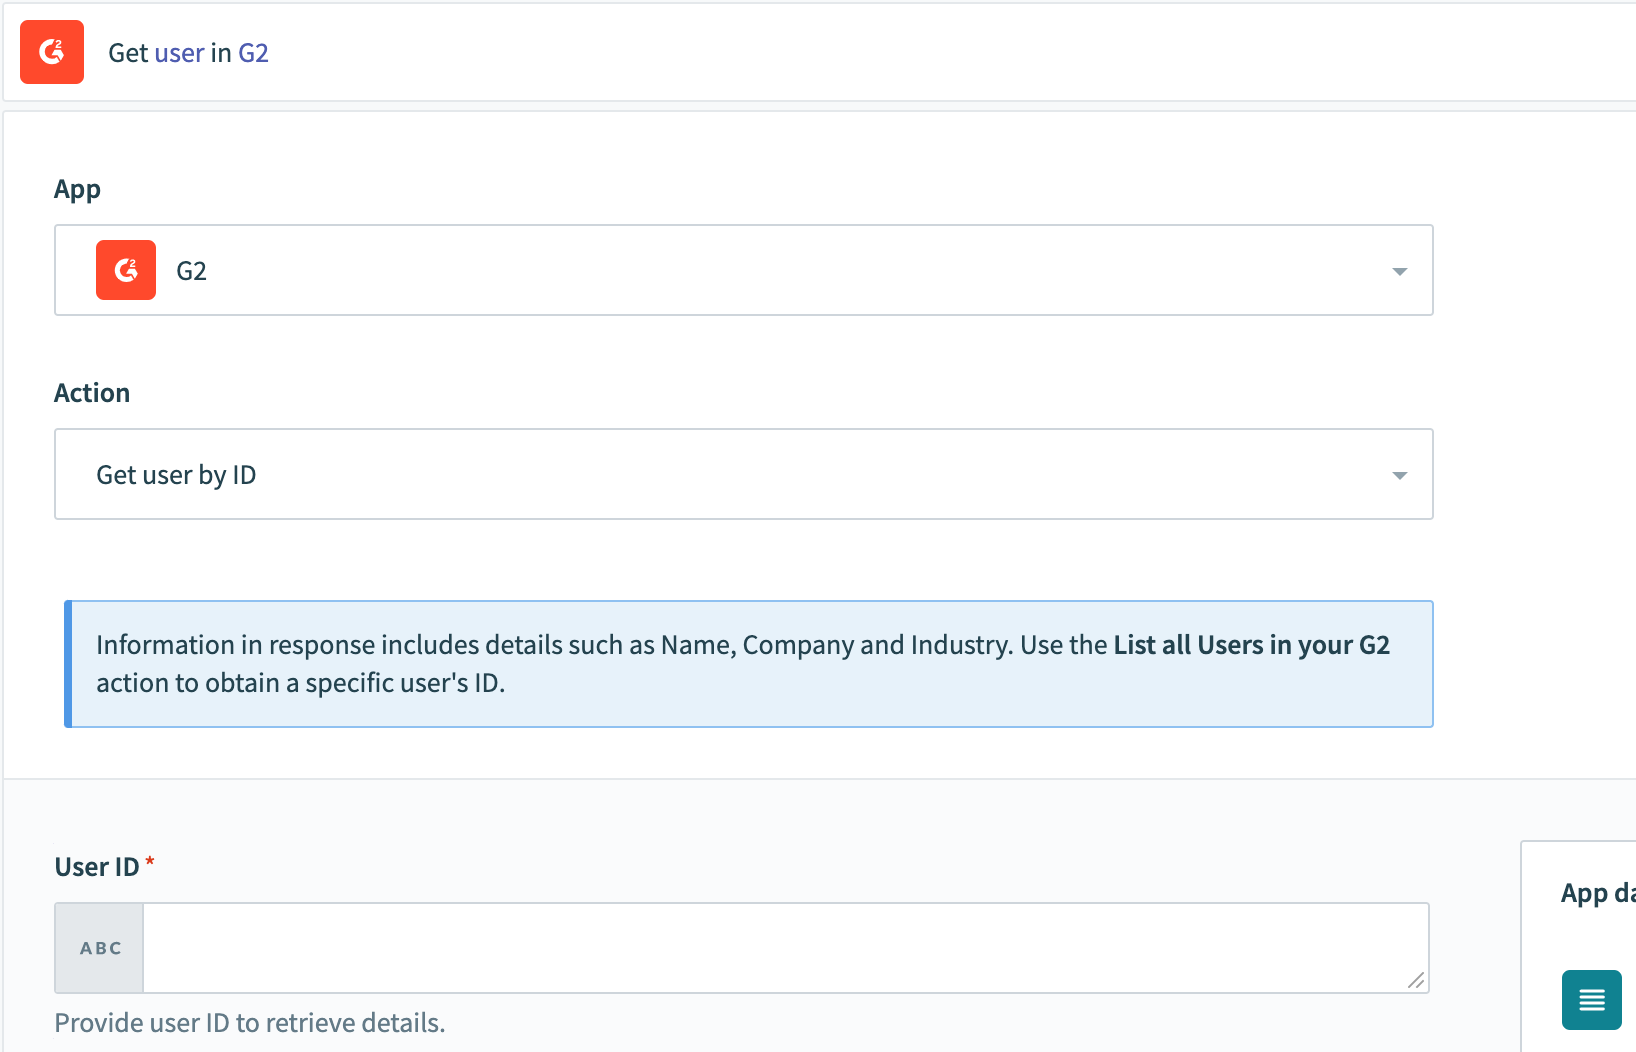 Get user in G2
App
G2
Action
Get user by ID
Information in response includes details such as Name, Company and Industry. Use the List all Users in your G2
action to obtain a specific user's ID.
User ID *
App da
ABC
Provide user ID to retrieve details.